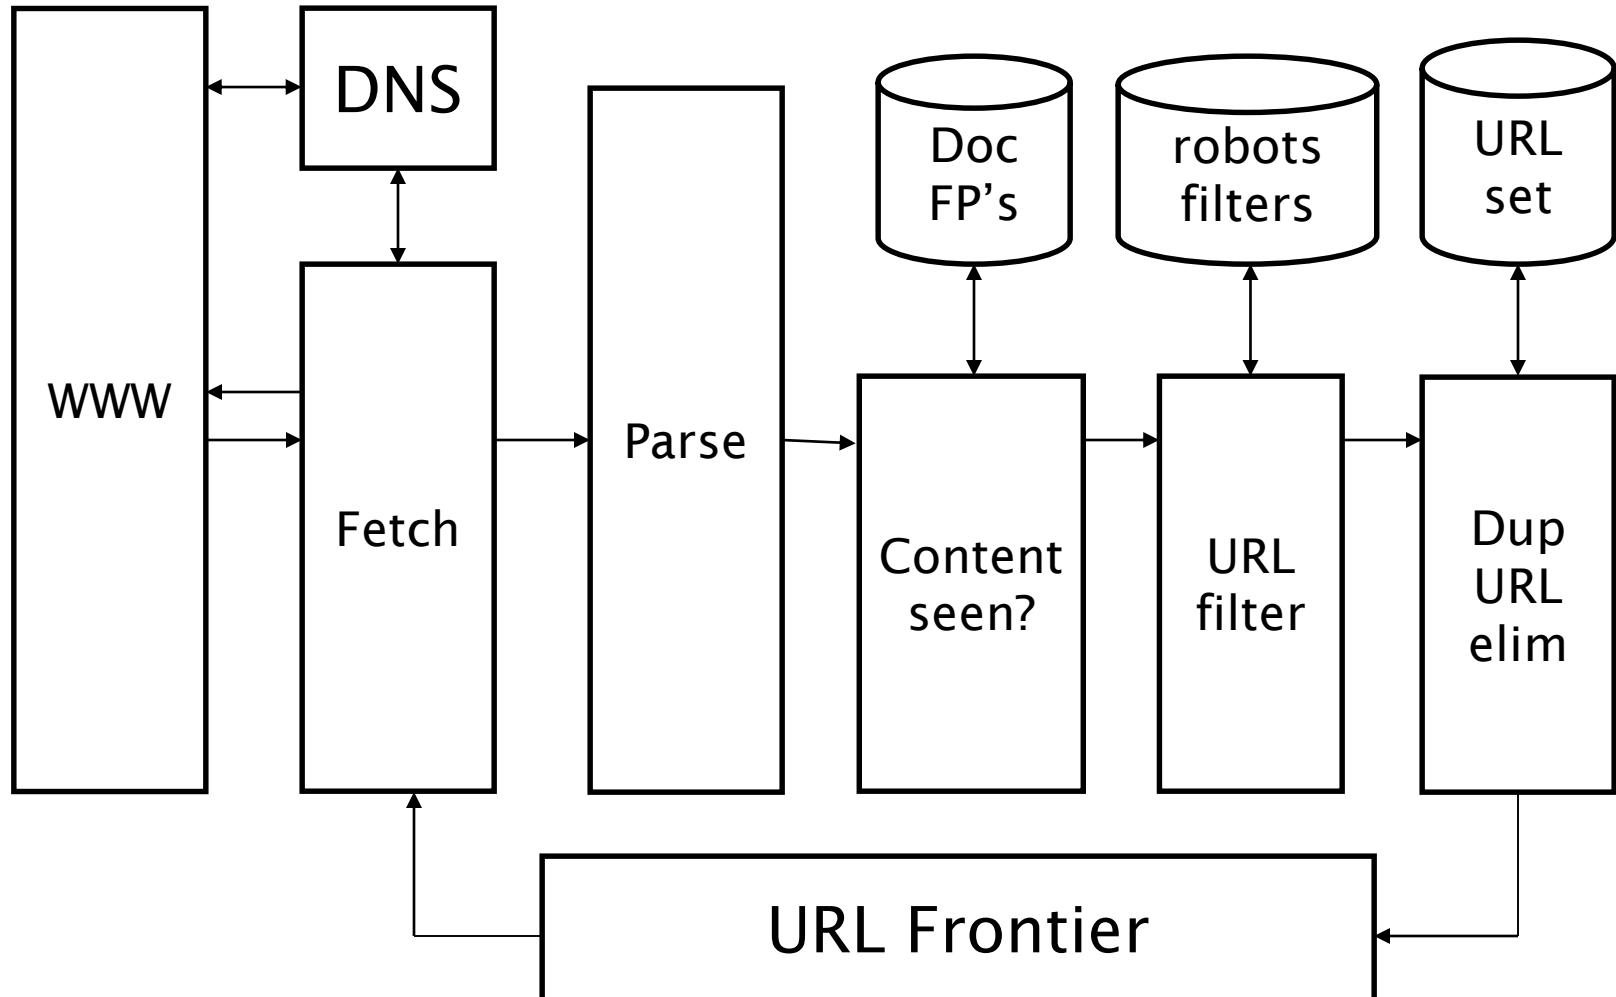 DNS
Doc
FP’s
robots
filters
URL
set
WWW
Parse
Fetch
Content
seen?
URL
filter
Dup
URL
elim
URL Frontier